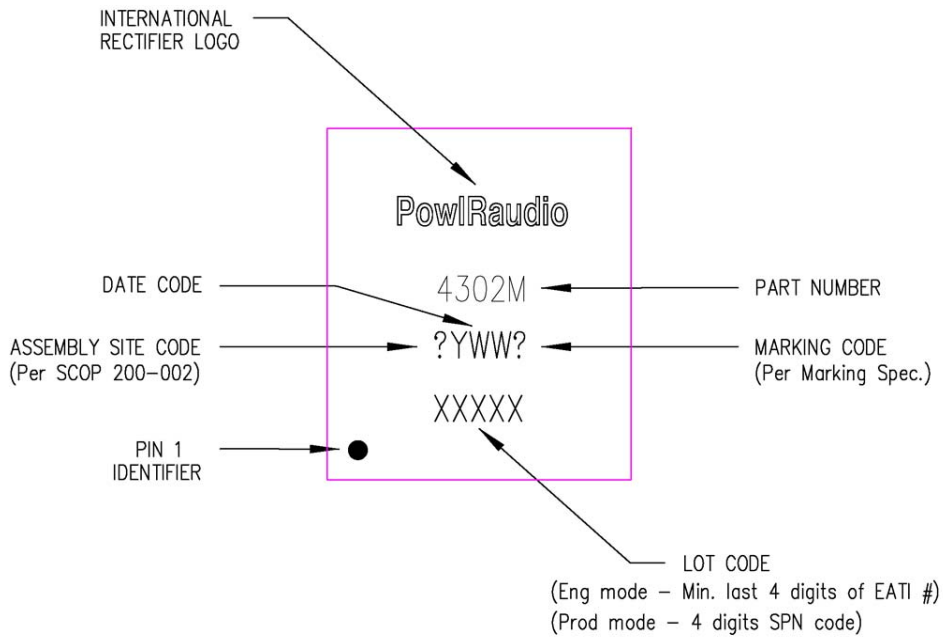 INTERNATIONAL
RECTIFIER LOGO
PowIRaudio
DATE CODE
4302M
PART NUMBER
ASSEMBLY SITE CODE
(Per SCOP 200-002)
?YWW?
MARKING CODE
(Per Marking Spec.)
XXXXX
PIN 1
IDENTIFIER
LOT CODE
(Eng mode - Min. last 4 digits of EATI #)
(Prod mode - 4 digits SPN code)